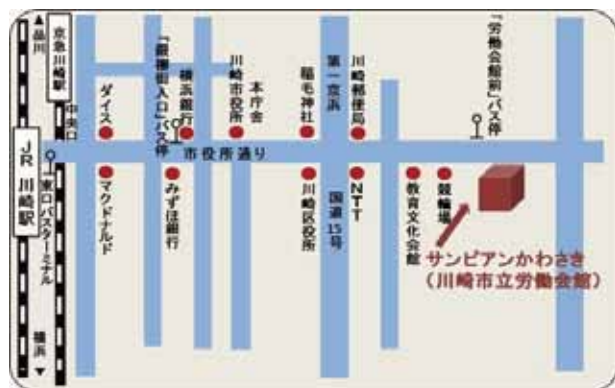 ▲品川
京急川崎駅
中央口
JR 川崎駅
東口バスターミナル
横浜▼
ダイス
「銀柳街入口」バス停
横浜銀行
川崎市役所
本庁舎
稲毛神社
第一京浜
川崎郵便局
「労働会館前」バス停
市役所通り
マクドナルド
みずほ銀行
川崎区役所
国道15号
NTT
教育文化会館
競輪場
サンピアンかわさき
(川崎市立労働会館)